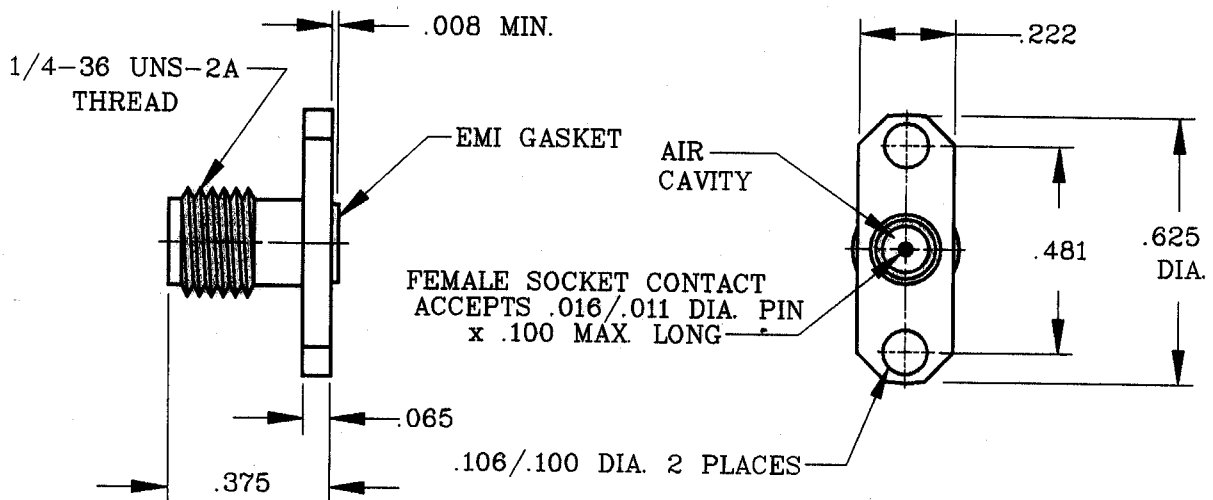 .008 MIN.
.222
1/4-36 UNS-2A
THREAD
EMI GASKET
AIR
CAVITY
.481
.625
DIA.
FEMALE SOCKET CONTACT
ACCEPTS .016/.011 DIA. PIN
x .100 MAX. LONG
.065
.106/.100 DIA. 2 PLACES
.375